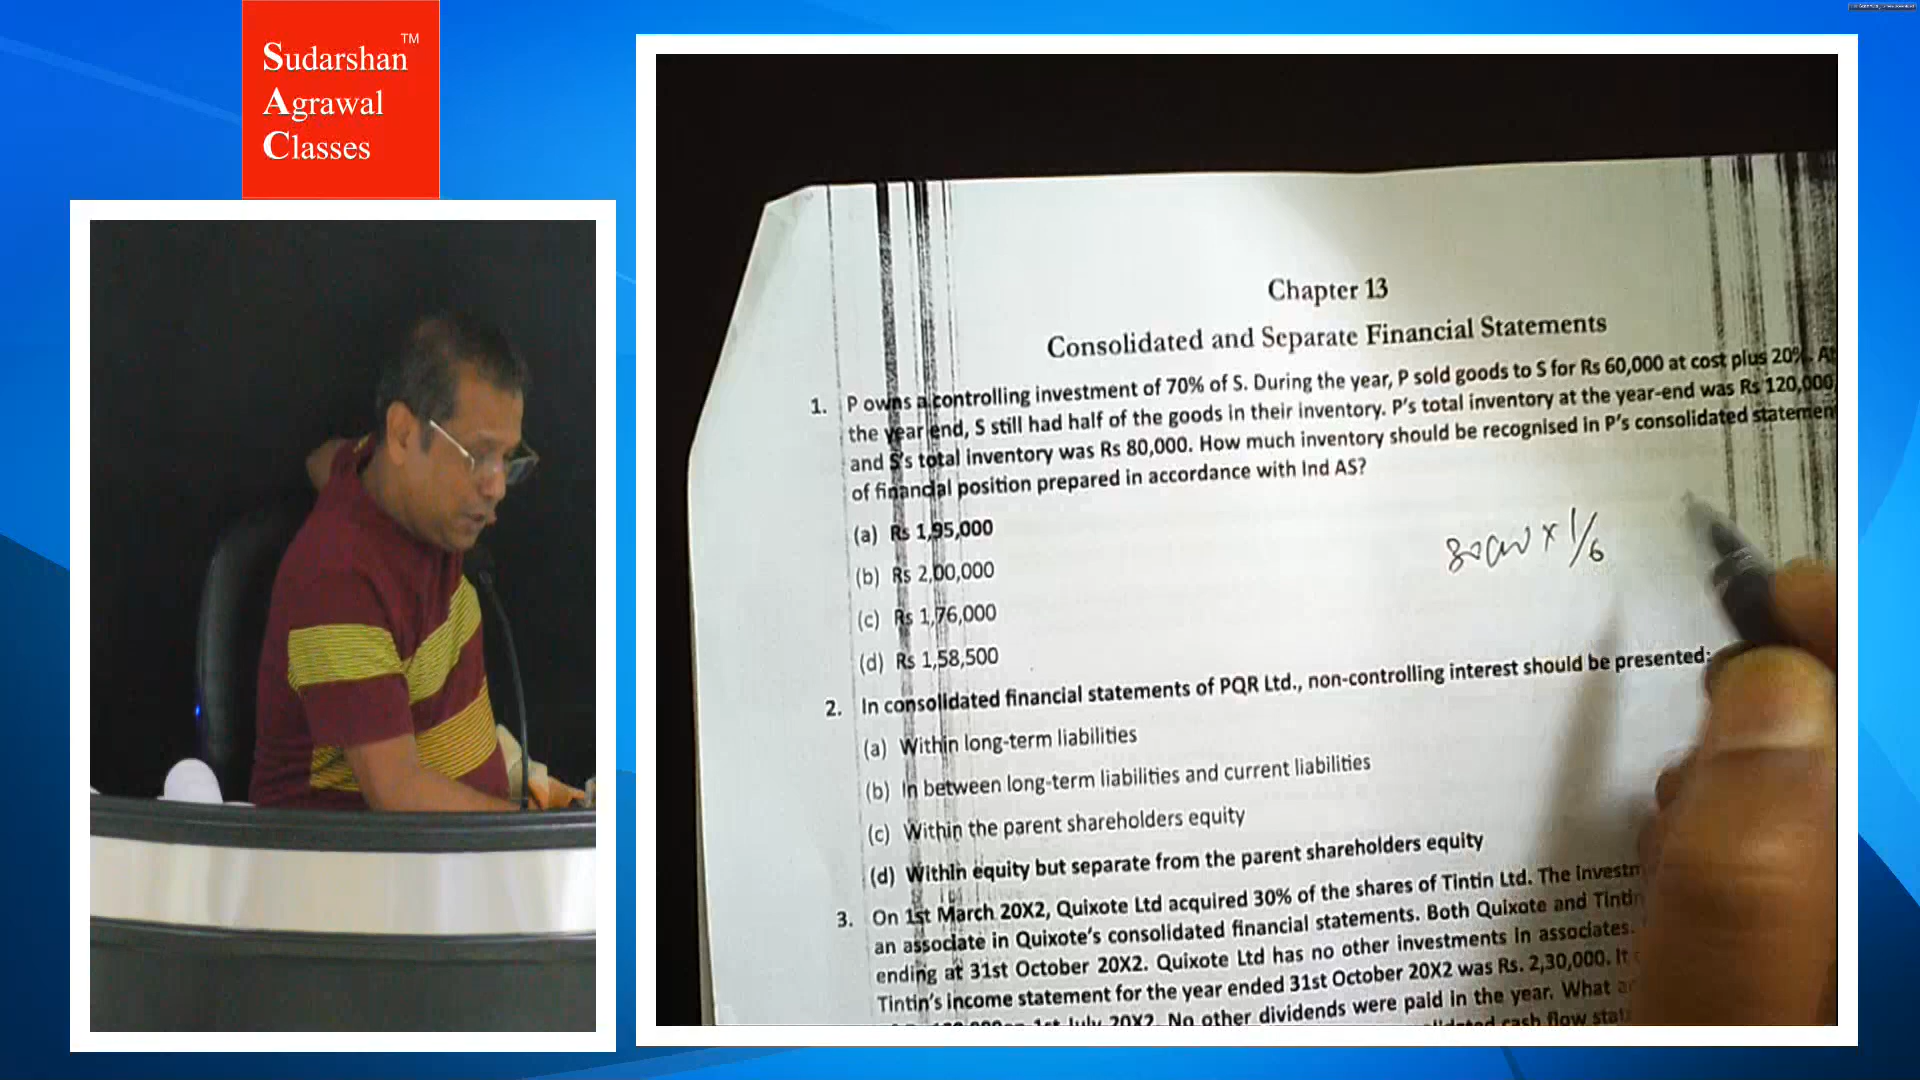 Sudarshan™
Agrawal
Classes
Chapter 13
Consolidated and Separate Financial Statements
1. P owns a controlling investment of 70% of S. During the year, P sold goods to S for Rs 60,000 at cost plus 20%. At
the year end, S still had half of the goods in their inventory. P's total inventory at the year-end was Rs 120,000
and S's total inventory was Rs 80,000. How much inventory should be recognised in P's consolidated statement
of financial position prepared in accordance with Ind AS?
(a) Rs 1,95,000
(b) Rs 2,00,000
(c) Rs 1,76,000
(d) Rs 1,58,500
× 1/6
2. In consolidated financial statements of PQR Ltd., non-controlling interest should be presented:
(a) Within long-term liabilities
(b) In between long-term liabilities and current liabilities
(c) Within the parent shareholders equity
(d) Within equity but separate from the parent shareholders equity
3. On 1st March 20X2, Quixote Ltd acquired 30% of the shares of Tintin Ltd. The
an associate in Quixote's consolidated financial statements. Both Quixote and Tintin
ending at 31st October 20X2. Quixote Ltd has no other investments in associates.
Tintin's income statement for the year ended 31st October 20X2 was Rs. 2,30,000. It
1st July 20X2. No other dividends were paid in the year. What
cash flow